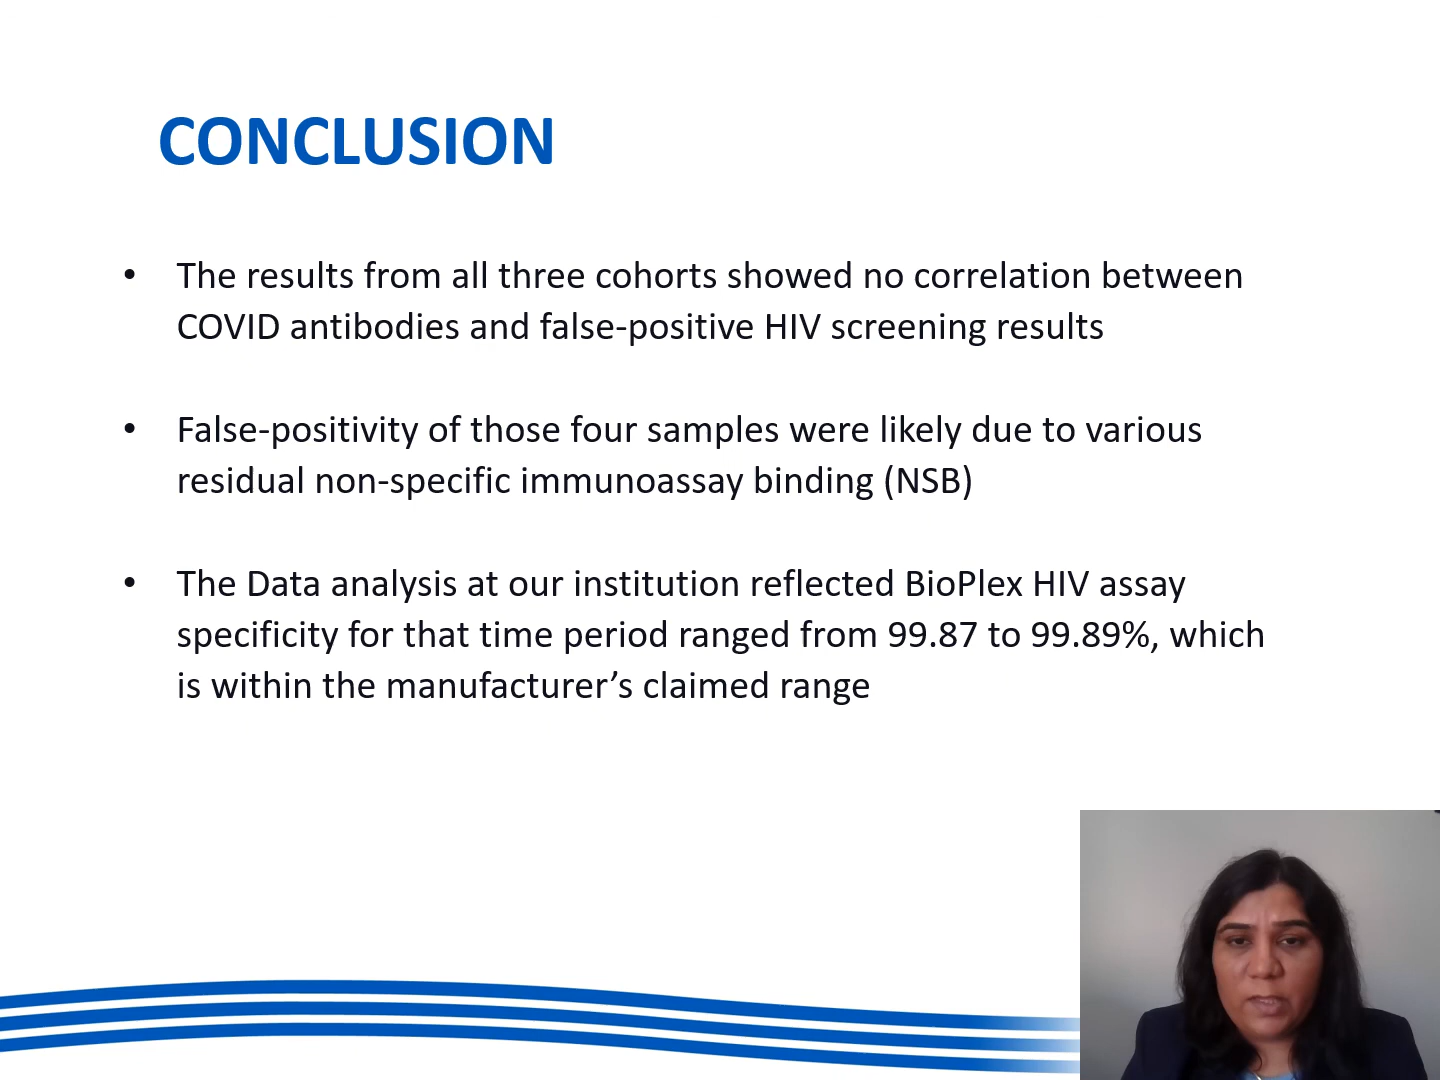 CONCLUSION
• The results from all three cohorts showed no correlation between
COVID antibodies and false-positive HIV screening results
• False-positivity of those four samples were likely due to various
residual non-specific immunoassay binding (NSB)
• The Data analysis at our institution reflected BioPlex HIV assay
specificity for that time period ranged from 99.87 to 99.89%, which
is within the manufacturer’s claimed range